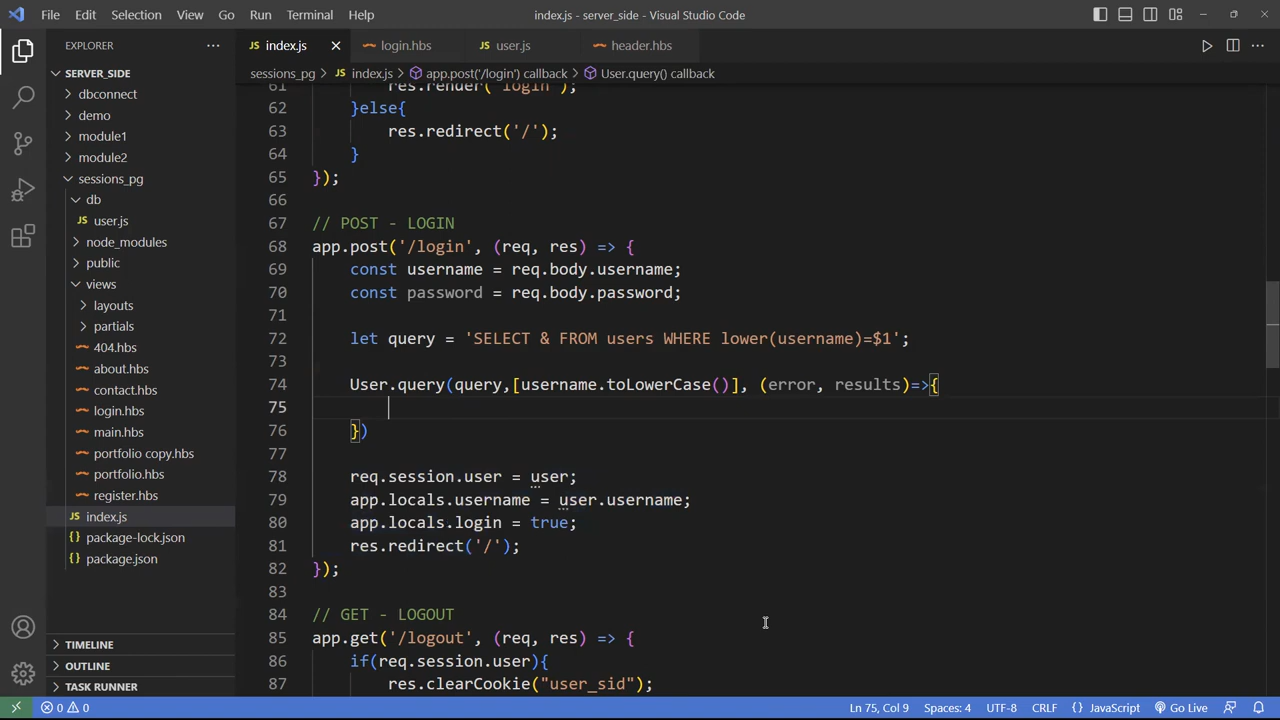 File Edit Selection View Go Run Terminal Help index.js - server_side - Visual Studio Code
EXPLORER ... index.js login.hbs user.js header.hbs
SERVER_SIDE
sessions_pg > index.js > app.post('/login') callback > User.query() callback
dbconnect
demo
module1
module2
sessions_pg
db
user.js
node_modules
public
views
layouts
partials
404.hbs
about.hbs
contact.hbs
login.hbs
main.hbs
portfolio copy.hbs
portfolio.hbs
register.hbs
index.js
package-lock.json
package.json
TIMELINE
OUTLINE
TASK RUNNER
61 res.render("login");
62 }else{
63 res.redirect('/');
64 }
65 });
66
67 // POST - LOGIN
68 app.post('/login', (req, res) => {
69 const username = req.body.username;
70 const password = req.body.password;
71
72 let query = 'SELECT & FROM users WHERE lower(username)=$1';
73
74 User.query(query,[username.toLowerCase()], (error, results)=>{
75
76 })
77
78 req.session.user = user;
79 app.locals.username = user.username;
80 app.locals.login = true;
81 res.redirect('/');
82 });
83
84 // GET - LOGOUT
85 app.get('/logout', (req, res) => {
86 if(req.session.user){
87 res.clearCookie("user_sid");
0 0 Ln 75, Col 9 Spaces: 4 UTF-8 CRLF {} JavaScript Go Live